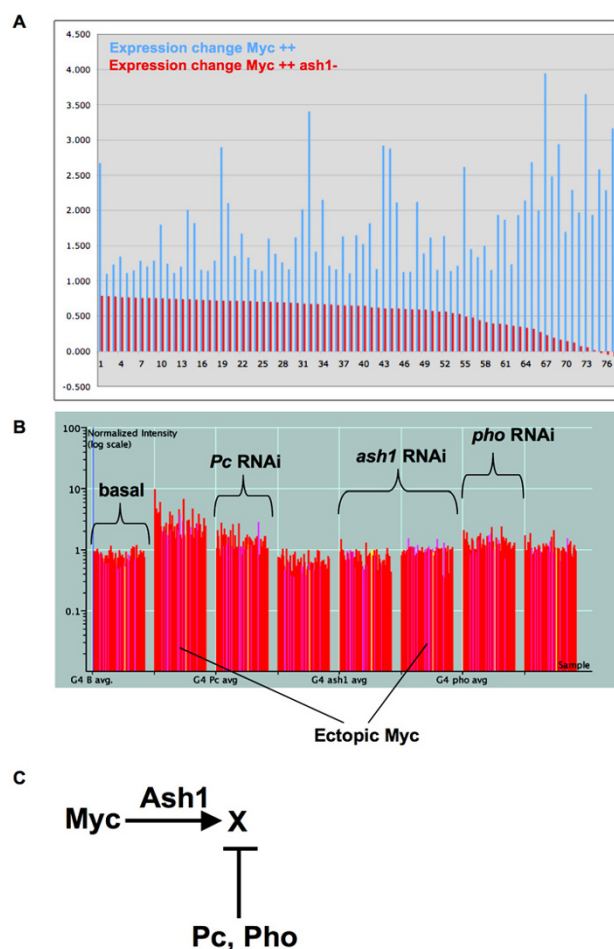 A
4.500
4.000
3.500
3.000
2.500
2.000
1.500
1.000
0.500
0.000
-0.500
Expression change Myc ++
Expression change Myc ++ ash1-
1 4 7 10 13 16 19 22 25 28 31 34 37 40 43 46 49 52 55 58 61 64 67 70 73 76
B
100
10
1
0.1
Normalized Intensity
(log scale)
basal
Pc RNAi
ash1 RNAi
pho RNAi
Sample
G4 B avg. G4 Pc avg G4 ash1 avg G4 pho avg
Ectopic Myc
C
Ash1
Myc X
Pc, Pho